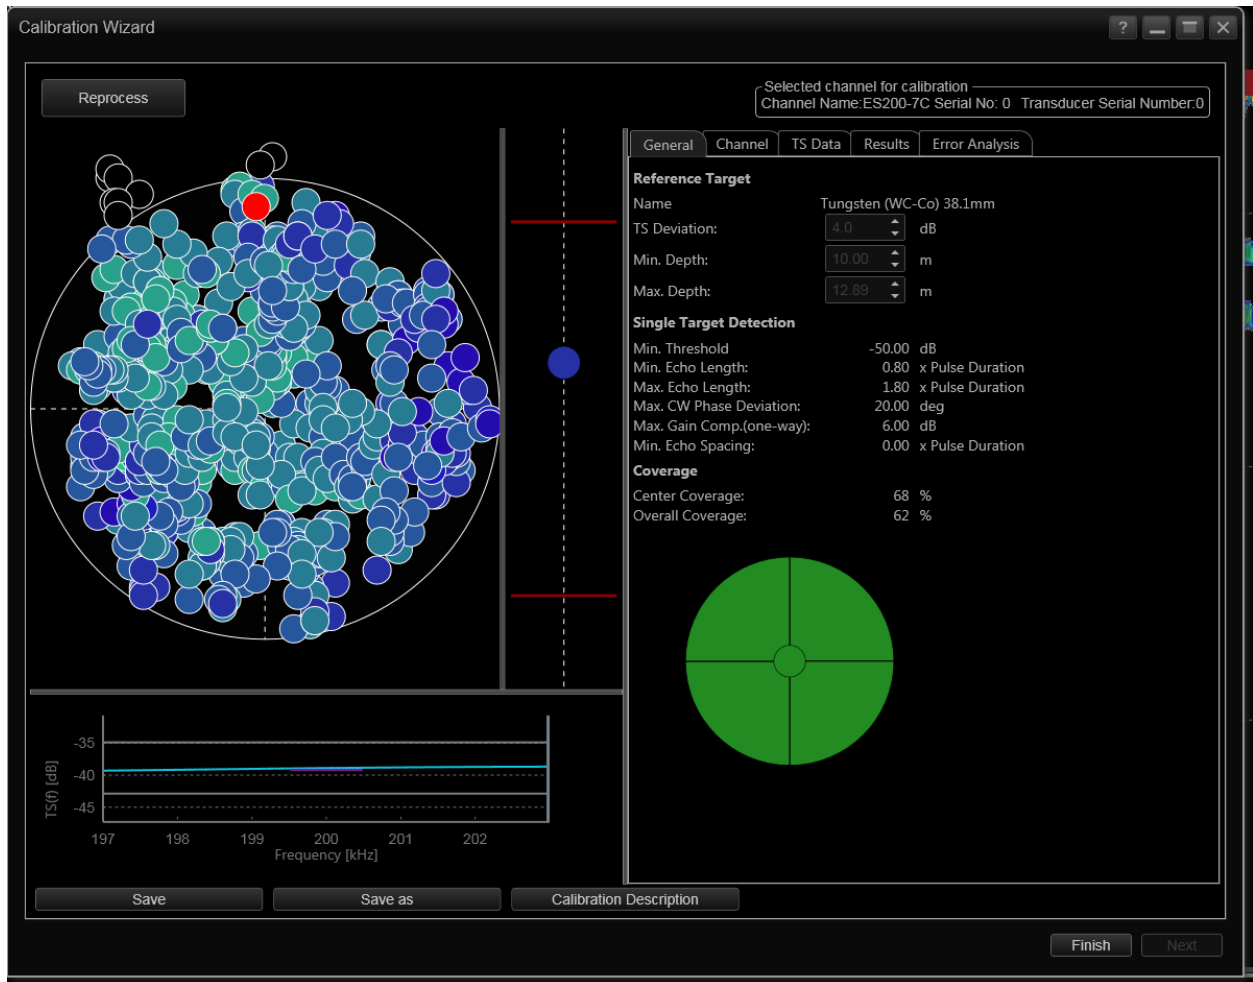 Calibration Wizard
?
Reprocess
Selected channel for calibration
Channel Name:ES200-7C Serial No: 0 Transducer Serial Number:0
General Channel TS Data Results Error Analysis
Reference Target
Name Tungsten (WC-Co) 38.1mm
TS Deviation: 4.0 dB
Min. Depth: 10.00 m
Max. Depth: 12.89 m
Single Target Detection
Min. Threshold -50.00 dB
Min. Echo Length: 0.80 x Pulse Duration
Max. Echo Length: 1.80 x Pulse Duration
Max. CW Phase Deviation: 20.00 deg
Max. Gain Comp.(one-way): 6.00 dB
Min. Echo Spacing: 0.00 x Pulse Duration
Coverage
Center Coverage: 68 %
Overall Coverage: 62 %
TS(f) [dB]
-35
-40
-45
197 198 199 200 201 202
Frequency [kHz]
Save Save as Calibration Description
Finish Next